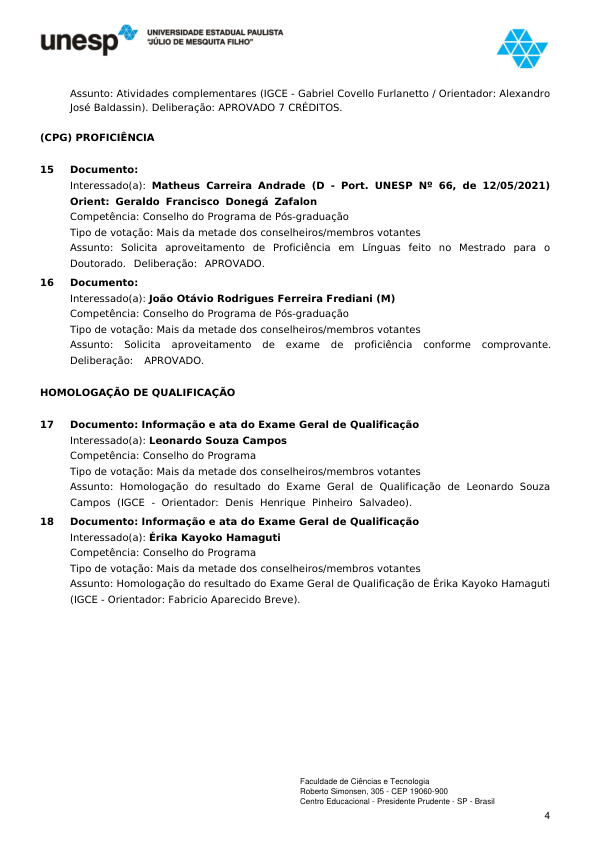 unesp
UNIVERSIDADE ESTADUAL PAULISTA
"JÚLIO DE MESQUITA FILHO"
Assunto: Atividades complementares (IGCE - Gabriel Covello Furlanetto / Orientador: Alexandro
José Baldassin). Deliberação: APROVADO 7 CRÉDITOS.
(CPG) PROFICIÊNCIA
15 Documento:
Interessado(a): Matheus Carreira Andrade (D - Port. UNESP Nº 66, de 12/05/2021)
Orient: Geraldo Francisco Donegá Zafalon
Competência: Conselho do Programa de Pós-graduação
Tipo de votação: Mais da metade dos conselheiros/membros votantes
Assunto: Solicita aproveitamento de Proficiência em Línguas feito no Mestrado para o
Doutorado. Deliberação: APROVADO.
16 Documento:
Interessado(a): João Otávio Rodrigues Ferreira Frediani (M)
Competência: Conselho do Programa de Pós-graduação
Tipo de votação: Mais da metade dos conselheiros/membros votantes
Assunto: Solicita aproveitamento de exame de proficiência conforme comprovante.
Deliberação: APROVADO.
HOMOLOGAÇÃO DE QUALIFICAÇÃO
17 Documento: Informação e ata do Exame Geral de Qualificação
Interessado(a): Leonardo Souza Campos
Competência: Conselho do Programa
Tipo de votação: Mais da metade dos conselheiros/membros votantes
Assunto: Homologação do resultado do Exame Geral de Qualificação de Leonardo Souza
Campos (IGCE - Orientador: Denis Henrique Pinheiro Salvadeo).
18 Documento: Informação e ata do Exame Geral de Qualificação
Interessado(a): Érika Kayoko Hamaguti
Competência: Conselho do Programa
Tipo de votação: Mais da metade dos conselheiros/membros votantes
Assunto: Homologação do resultado do Exame Geral de Qualificação de Érika Kayoko Hamaguti
(IGCE - Orientador: Fabricio Aparecido Breve).
Faculdade de Ciências e Tecnologia
Roberto Simonsen, 305 - CEP 19060-900
Centro Educacional - Presidente Prudente - SP - Brasil
4